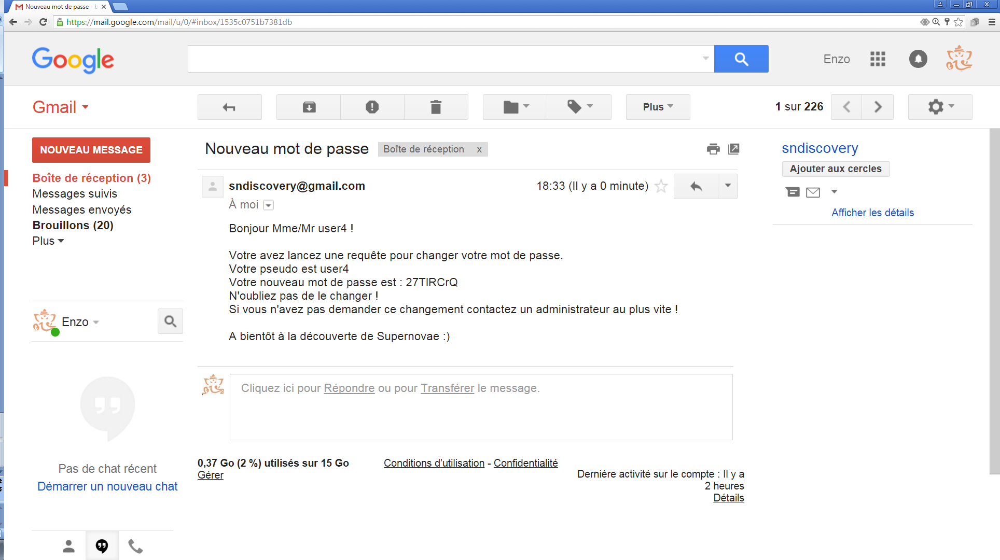 Nouveau mot de passe - b
https://mail.google.com/mail/u/0/#inbox/1535c0751b7381db
Google
Enzo
Gmail
Plus
1 sur 226
NOUVEAU MESSAGE
Boîte de réception (3)
Messages suivis
Messages envoyés
Brouillons (20)
Plus
Nouveau mot de passe
Boîte de réception x
sndiscovery@gmail.com
18:33 (Il y a 0 minute)
À moi
Bonjour Mme/Mr user4 !
Votre avez lancez une requête pour changer votre mot de passe.
Votre pseudo est user4
Votre nouveau mot de passe est : 27TlRCrQ
N'oubliez pas de le changer !
Si vous n'avez pas demander ce changement contactez un administrateur au plus vite !
A bientôt à la découverte de Supernovae :)
Cliquez ici pour Répondre ou pour Transférer le message.
sndiscovery
Ajouter aux cercles
Afficher les détails
Enzo
Pas de chat récent
Démarrer un nouveau chat
0,37 Go (2 %) utilisés sur 15 Go
Gérer
Conditions d'utilisation - Confidentialité
Dernière activité sur le compte : Il y a
2 heures
Détails